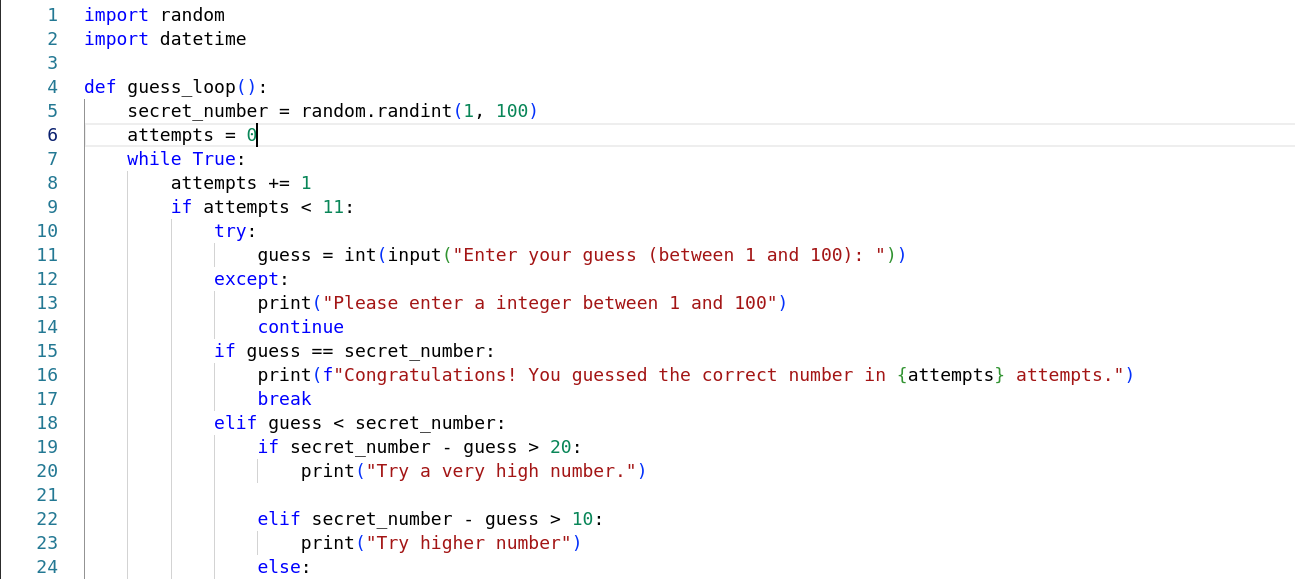 1 import random
2 import datetime
3
4 def guess_loop():
5     secret_number = random.randint(1, 100)
6     attempts = 0
7     while True:
8         attempts += 1
9         if attempts < 11:
10             try:
11                 guess = int(input("Enter your guess (between 1 and 100): "))
12             except:
13                 print("Please enter a integer between 1 and 100")
14                 continue
15             if guess == secret_number:
16                 print(f"Congratulations! You guessed the correct number in {attempts} attempts.")
17                 break
18             elif guess < secret_number:
19                 if secret_number - guess > 20:
20                     print("Try a very high number.")
21
22                 elif secret_number - guess > 10:
23                     print("Try higher number")
24                 else: